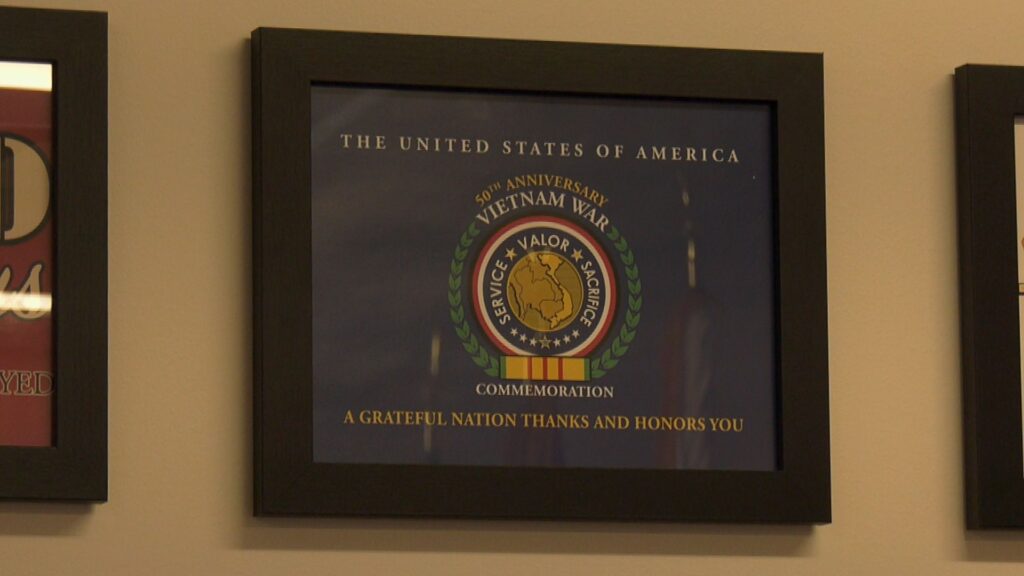 THE UNITED STATES OF AMERICA
50TH ANNIVERSARY
VIETNAM WAR
SERVICE ★ VALOR ★ SACRIFICE
COMMEMORATION
A GRATEFUL NATION THANKS AND HONORS YOU